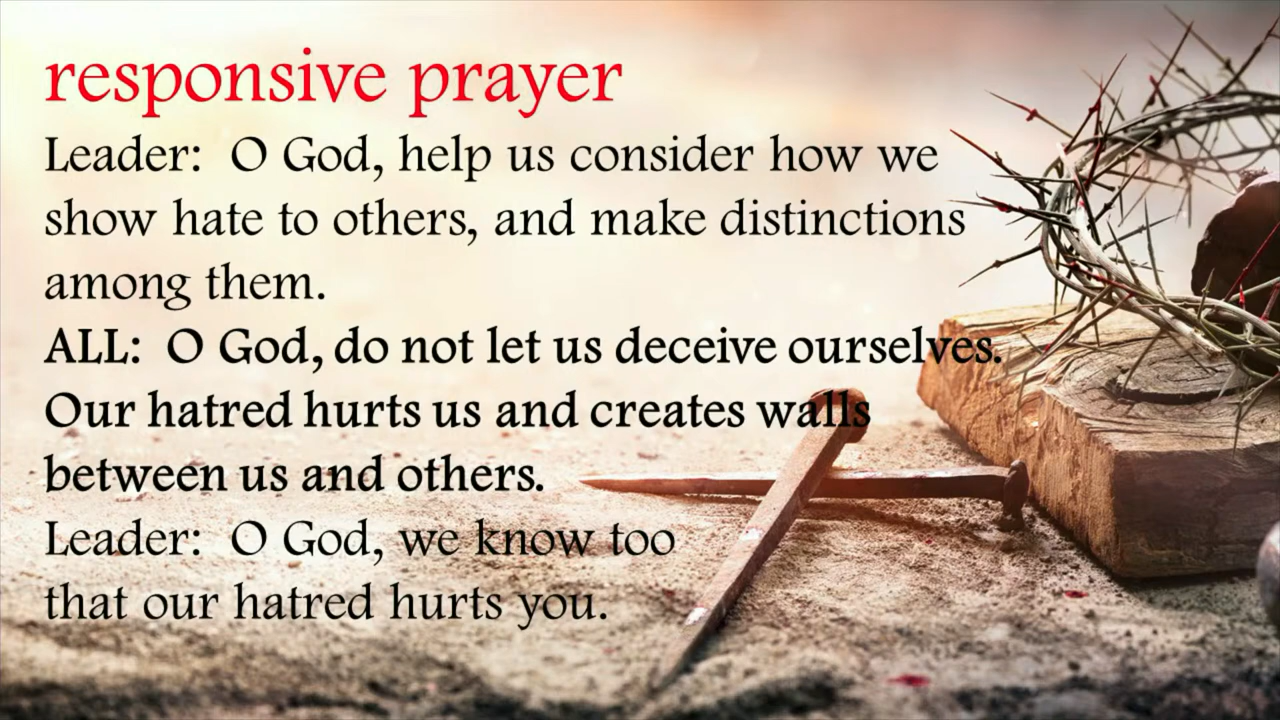 responsive prayer
Leader:  O God, help us consider how we
show hate to others, and make distinctions
among them.
ALL:  O God, do not let us deceive ourselves.
Our hatred hurts us and creates walls
between us and others.
Leader:  O God, we know too
that our hatred hurts you.